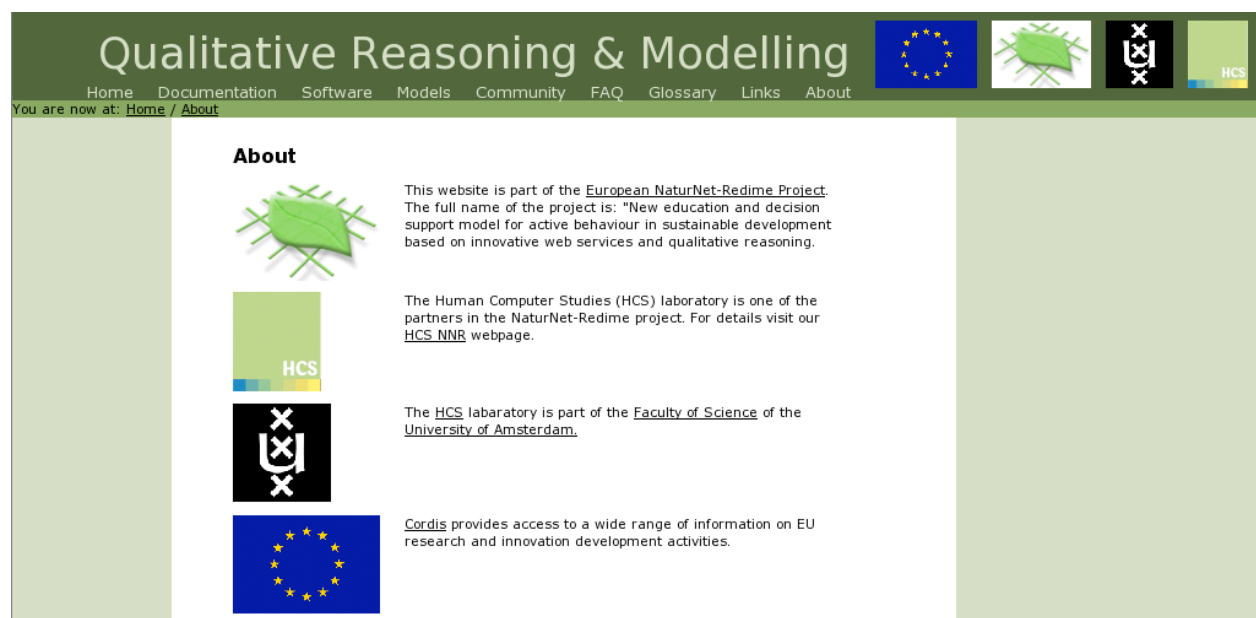 Qualitative Reasoning & Modelling
HCS
Home Documentation Software Models Community FAQ Glossary Links About
You are now at: Home / About
About
This website is part of the European NaturNet-Redime Project.
The full name of the project is: "New education and decision
support model for active behaviour in sustainable development
based on innovative web services and qualitative reasoning.
The Human Computer Studies (HCS) laboratory is one of the
partners in the NaturNet-Redime project. For details visit our
HCS NNR webpage.
HCS
The HCS labaratory is part of the Faculty of Science of the
University of Amsterdam.
Cordis provides access to a wide range of information on EU
research and innovation development activities.